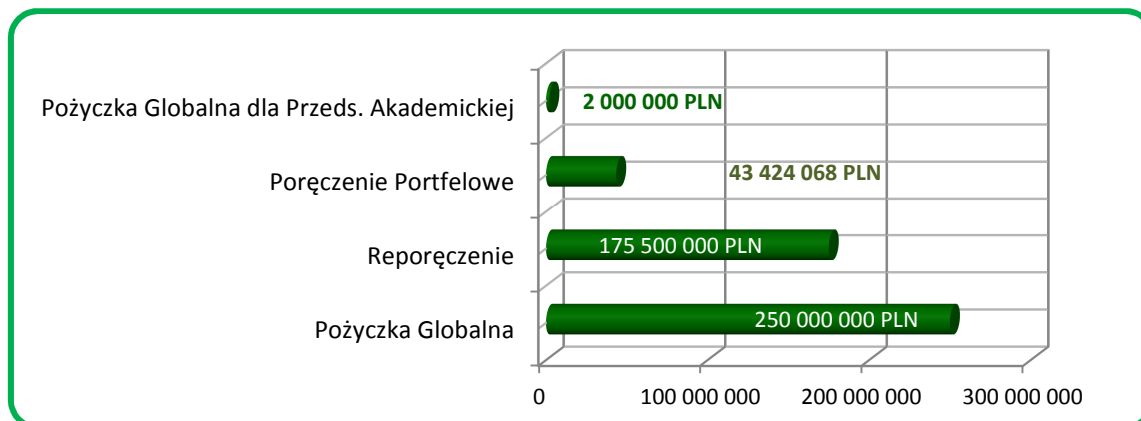 Pożyczka Globalna dla Przeds. Akademickiej
2 000 000 PLN
Poręczenie Portfelowe
43 424 068 PLN
Reporęczenie
175 500 000 PLN
Pożyczka Globalna
250 000 000 PLN
0
100 000 000
200 000 000
300 000 000